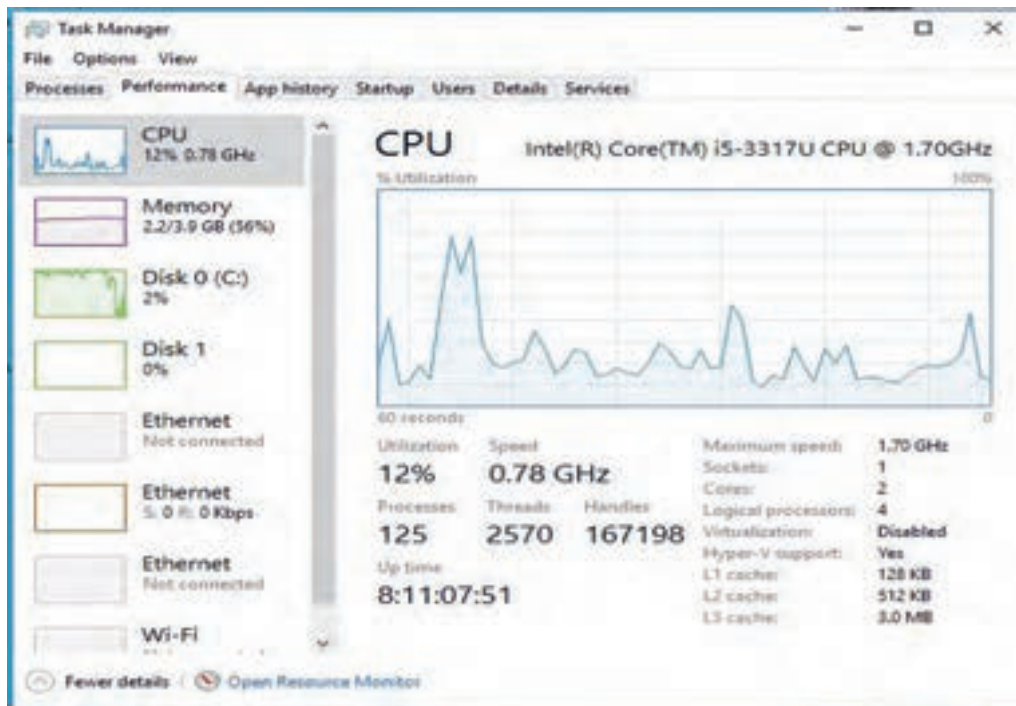 Task Manager
File Options View
Processes Performance App history Startup Users Details Services
CPU
12% 0.78 GHz
Memory
2.2/3.9 GB (56%)
Disk 0 (C:)
2%
Disk 1
0%
Ethernet
Not connected
Ethernet
S: 0 R: 0 Kbps
Ethernet
Not connected
Wi-Fi
CPU Intel(R) Core(TM) i5-3317U CPU @ 1.70GHz
% Utilization 100%
60 seconds 0
Utilization Speed
12% 0.78 GHz
Processes Threads Handles
125 2570 167198
Up time
8:11:07:51
Maximum speed: 1.70 GHz
Sockets: 1
Cores: 2
Logical processors: 4
Virtualization: Disabled
Hyper-V support: Yes
L1 cache: 128 KB
L2 cache: 512 KB
L3 cache: 3.0 MB
Fewer details Open Resource Monitor